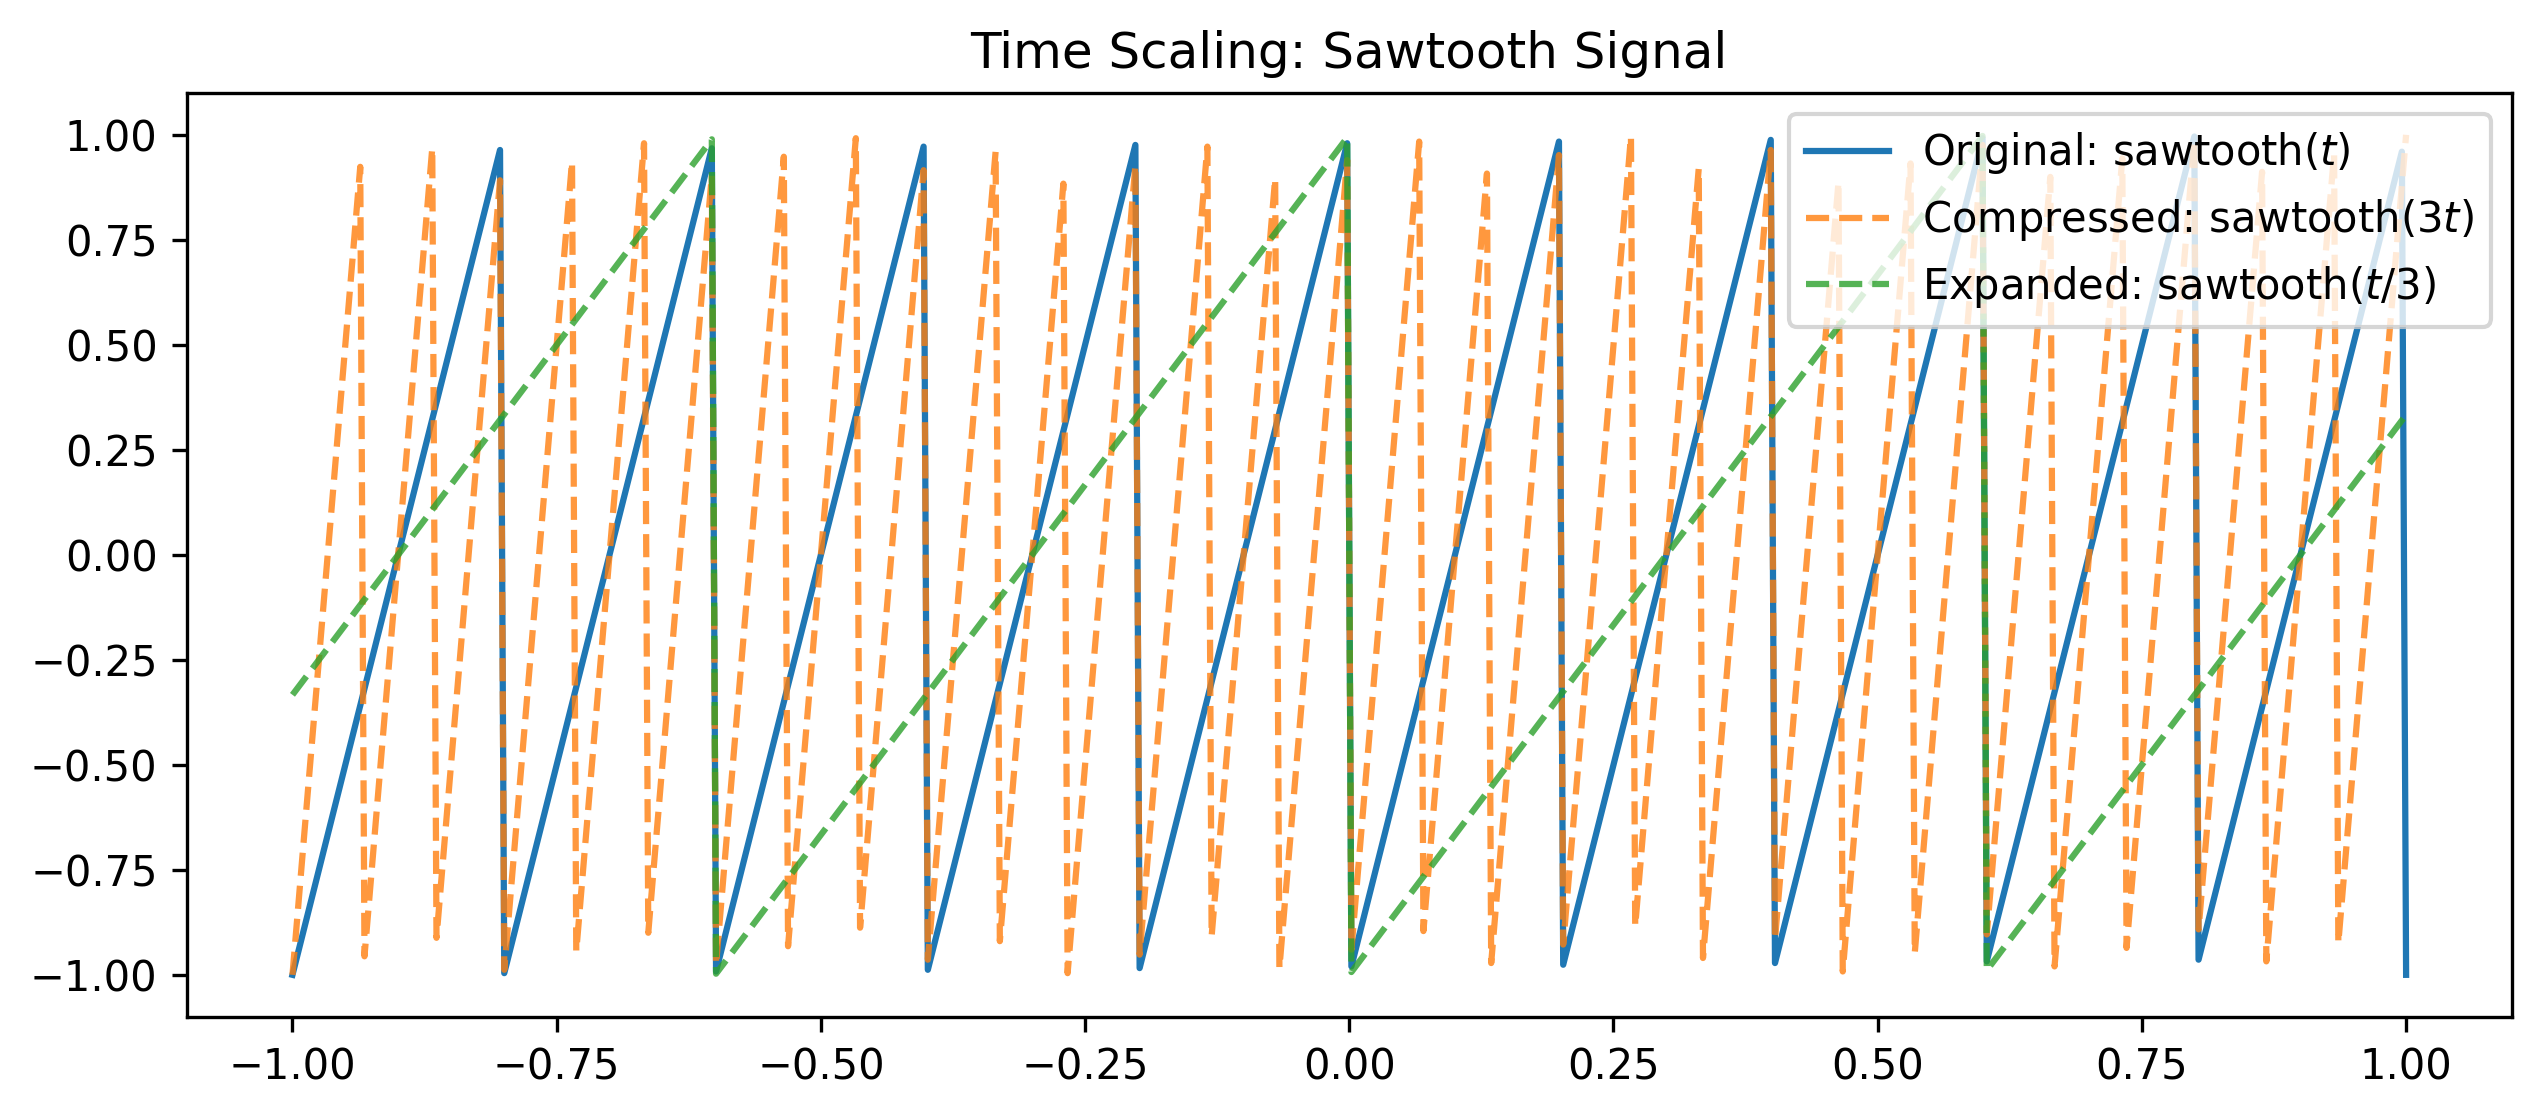 Time Scaling: Sawtooth Signal
Original: sawtooth(t)
Compressed: sawtooth(3t)
Expanded: sawtooth(t/3)
1.00
0.75
0.50
0.25
0.00
−0.25
−0.50
−0.75
−1.00
−1.00 −0.75 −0.50 −0.25 0.00 0.25 0.50 0.75 1.00